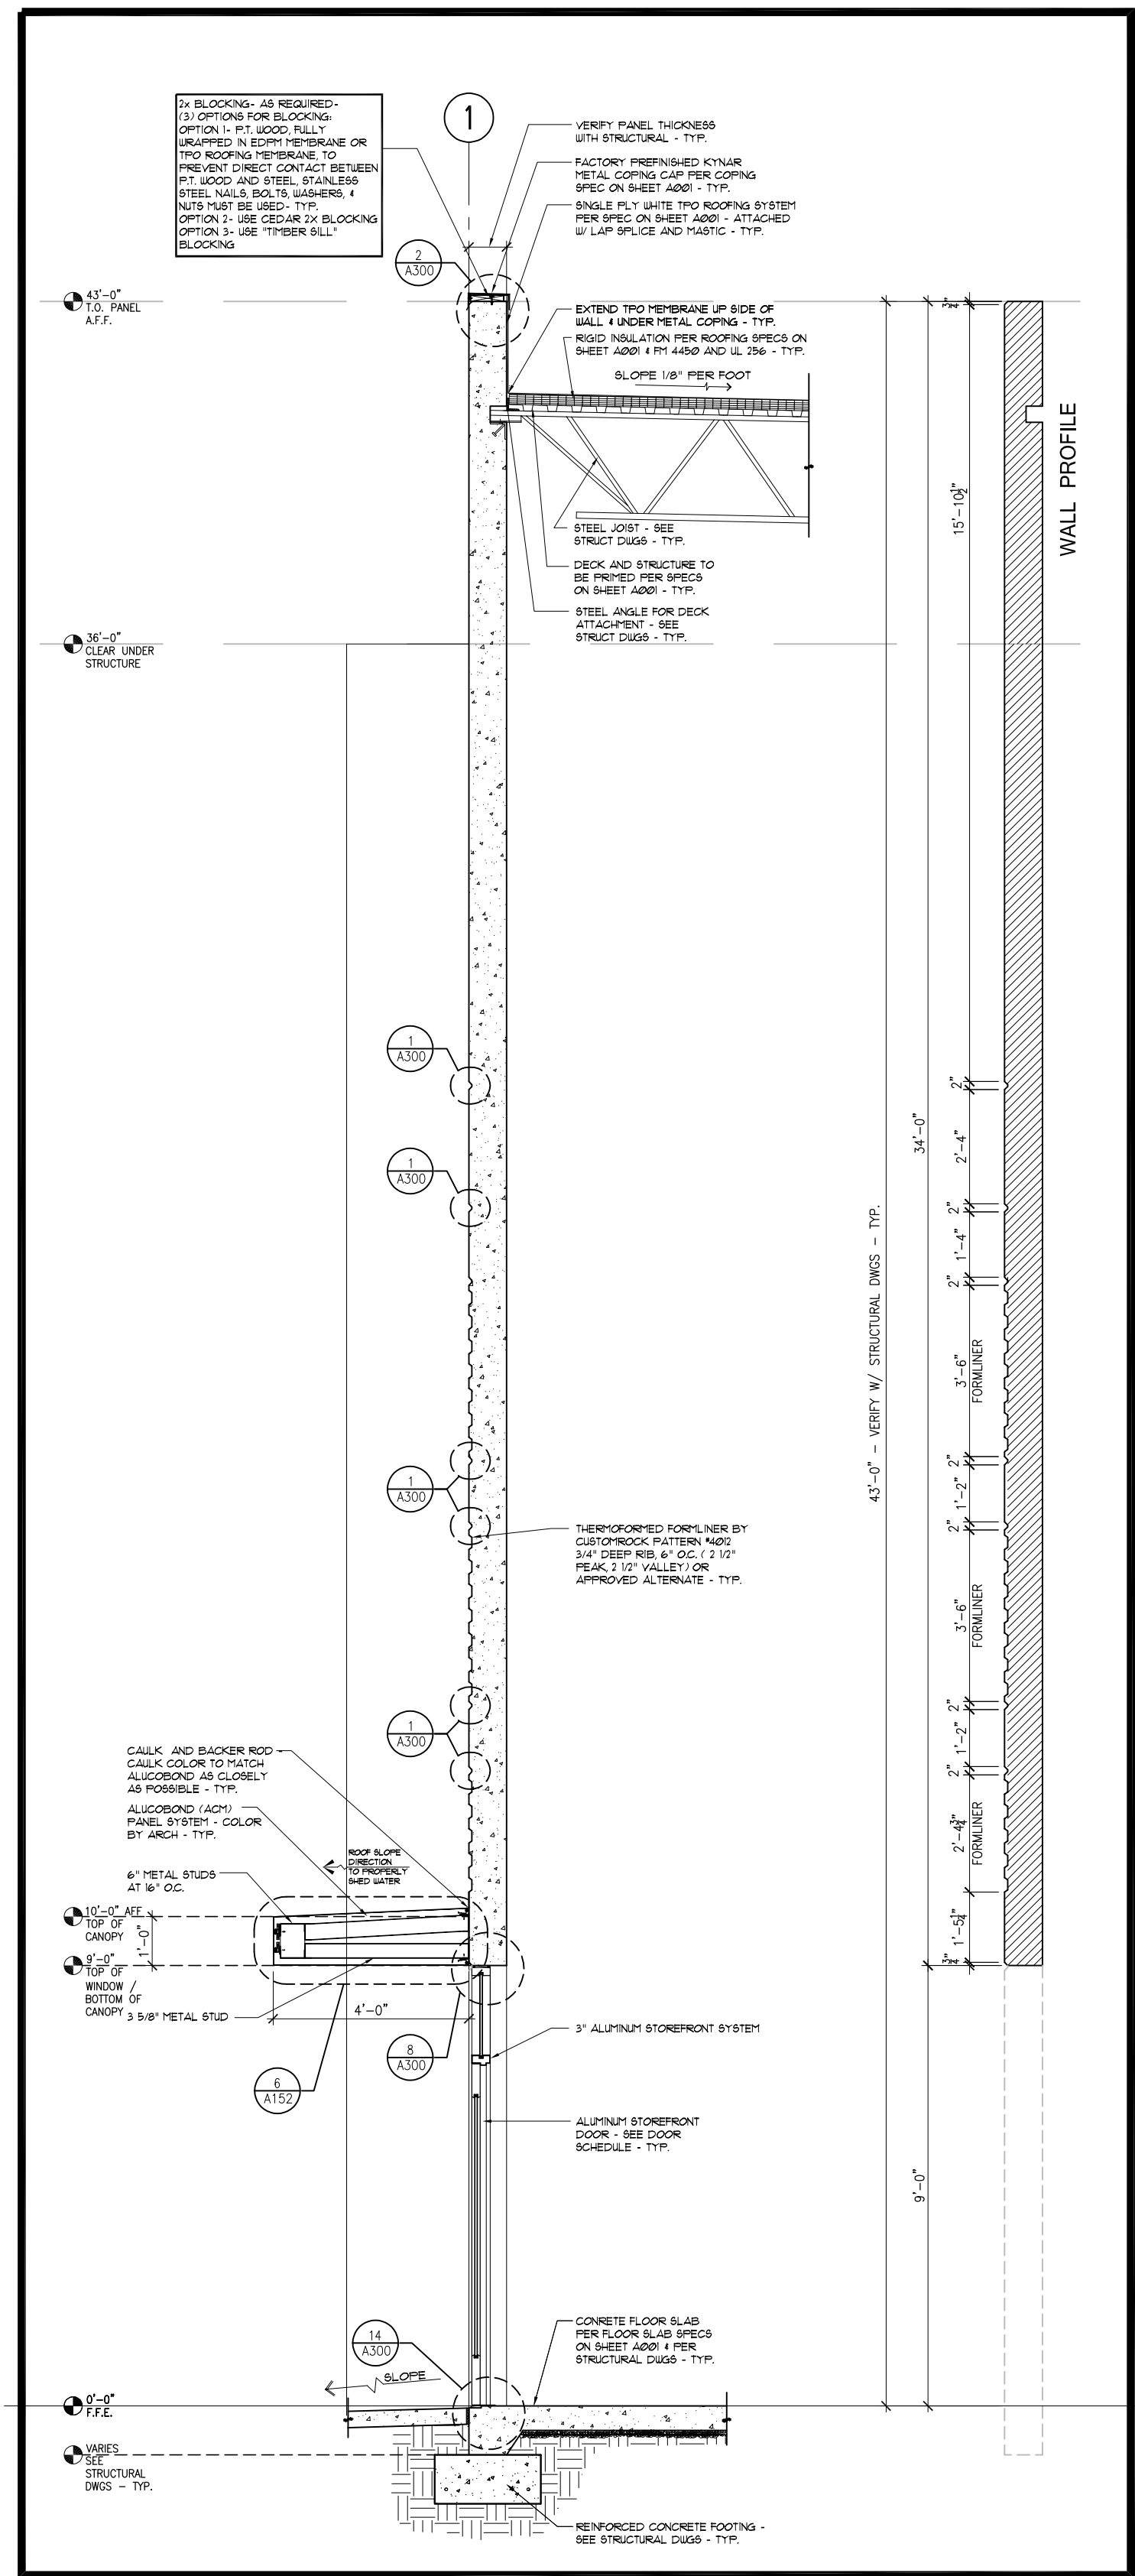 2x BLOCKING- AS REQUIRED-
(3) OPTIONS FOR BLOCKING:
OPTION 1- P.T. WOOD, FULLY
WRAPPED IN EDPM MEMBRANE OR
TPO ROOFING MEMBRANE, TO
PREVENT DIRECT CONTACT BETWEEN
P.T. WOOD AND STEEL, STAINLESS
STEEL NAILS, BOLTS, WASHERS, &
NUTS MUST BE USED- TYP.
OPTION 2- USE CEDAR 2X BLOCKING
OPTION 3- USE "TIMBER SILL"
BLOCKING
1
VERIFY PANEL THICKNESS
WITH STRUCTURAL - TYP.
FACTORY PREFINISHED KYNAR
METAL COPING CAP PER COPING
SPEC ON SHEET A001 - TYP.
SINGLE PLY WHITE TPO ROOFING SYSTEM
PER SPEC ON SHEET A001 - ATTACHED
W/ LAP SPLICE AND MASTIC - TYP.
2
A300
43'-0"
T.O. PANEL
A.F.F.
EXTEND TPO MEMBRANE UP SIDE OF
WALL & UNDER METAL COPING - TYP.
RIGID INSULATION PER ROOFING SPECS ON
SHEET A001 & FM 4450 AND UL 256 - TYP.
SLOPE 1/8" PER FOOT
STEEL JOIST - SEE
STRUCT DWGS - TYP.
DECK AND STRUCTURE TO
BE PRIMED PER SPECS
ON SHEET A001 - TYP.
STEEL ANGLE FOR DECK
ATTACHMENT - SEE
STRUCT DWGS - TYP.
36'-0"
CLEAR UNDER
STRUCTURE
1
A300
1
A300
1
A300
THERMOFORMED FORMLINER BY
CUSTOMROCK PATTERN #4012
3/4" DEEP RIB, 6" O.C. ( 2 1/2"
PEAK, 2 1/2" VALLEY) OR
APPROVED ALTERNATE - TYP.
1
A300
CAULK AND BACKER ROD -
CAULK COLOR TO MATCH
ALUCOBOND AS CLOSELY
AS POSSIBLE - TYP.
ALUCOBOND (ACM)
PANEL SYSTEM - COLOR
BY ARCH - TYP.
6" METAL STUDS
AT 16" O.C.
ROOF SLOPE
DIRECTION
TO PROPERLY
SHED WATER
10'-0" AFF
TOP OF
CANOPY
1'-0"
9'-0"
TOP OF
WINDOW /
BOTTOM OF
CANOPY
3 5/8" METAL STUD
4'-0"
8
A300
6
A152
3" ALUMINUM STOREFRONT SYSTEM
ALUMINUM STOREFRONT
DOOR - SEE DOOR
SCHEDULE - TYP.
CONRETE FLOOR SLAB
PER FLOOR SLAB SPECS
ON SHEET A001 & PER
STRUCTURAL DWGS - TYP.
14
A300
SLOPE
0'-0"
F.F.E.
VARIES
SEE
STRUCTURAL
DWGS - TYP.
REINFORCED CONCRETE FOOTING -
SEE STRUCTURAL DWGS - TYP.
43'-0" - VERIFY W/ STRUCTURAL DWGS - TYP.
34'-0"
9'-0"
3/4"
15'-10 1/2"
2"
2'-4"
2"
1'-4"
2"
3'-6"
FORMLINER
2"
1'-2"
2"
3'-6"
FORMLINER
2"
1'-2"
2"
2'-4 3/4"
FORMLINER
1'-5 1/4"
3/4"
WALL PROFILE